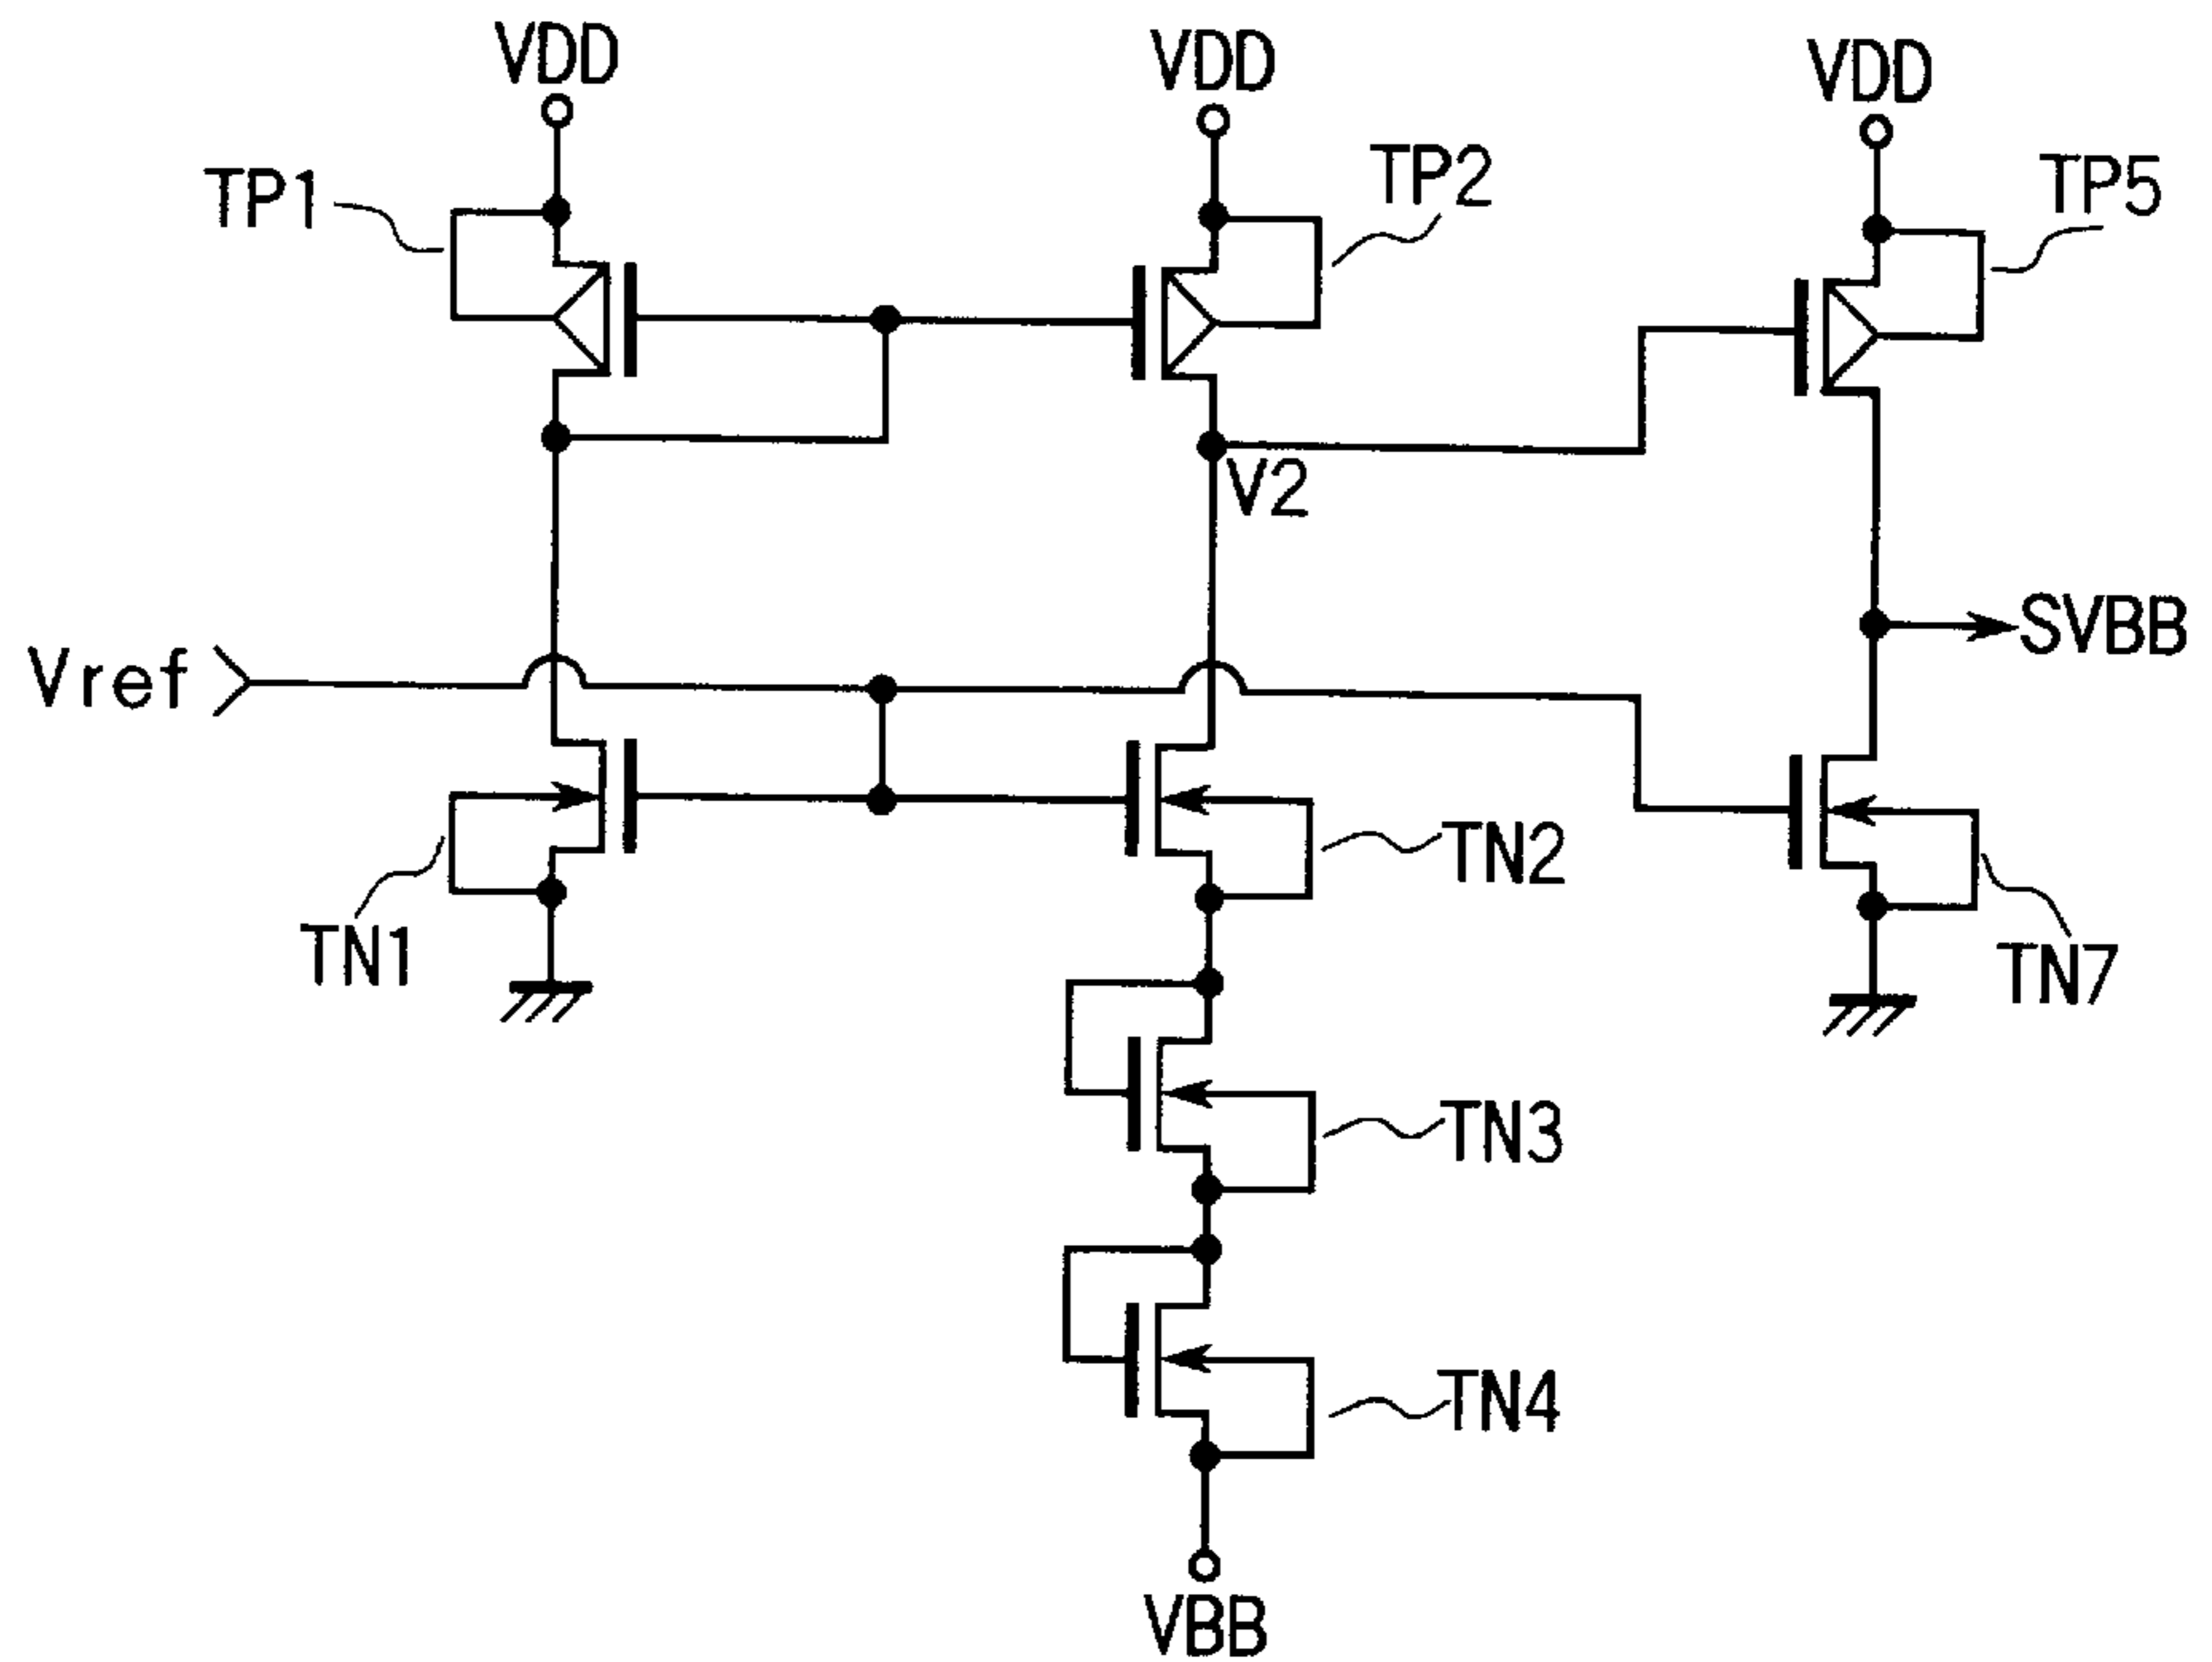 VDD
VDD
VDD
TP1
TP2
TP5
V2
Vref
SVBB
TN1
TN2
TN7
TN3
TN4
VBB